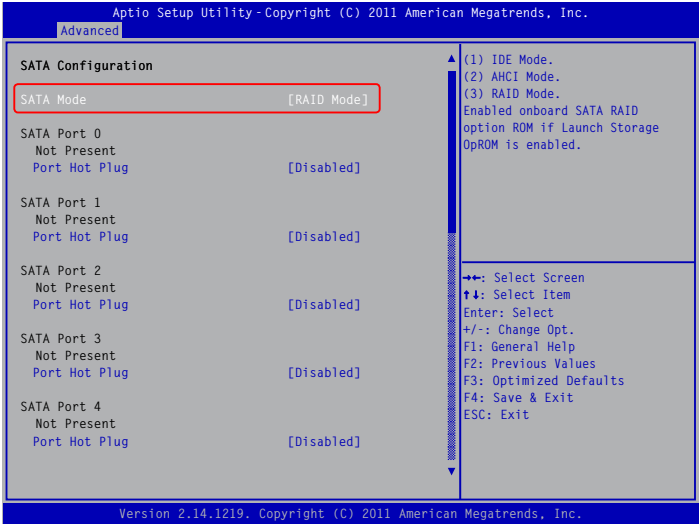 Aptio Setup Utility - Copyright (C) 2011 American Megatrends, Inc.
Advanced
SATA Configuration
SATA Mode [RAID Mode]
SATA Port 0
Not Present
Port Hot Plug [Disabled]
SATA Port 1
Not Present
Port Hot Plug [Disabled]
SATA Port 2
Not Present
Port Hot Plug [Disabled]
SATA Port 3
Not Present
Port Hot Plug [Disabled]
SATA Port 4
Not Present
Port Hot Plug [Disabled]
(1) IDE Mode.
(2) AHCI Mode.
(3) RAID Mode.
Enabled onboard SATA RAID
option ROM if Launch Storage
OpROM is enabled.
→←: Select Screen
↑↓: Select Item
Enter: Select
+/-: Change Opt.
F1: General Help
F2: Previous Values
F3: Optimized Defaults
F4: Save & Exit
ESC: Exit
Version 2.14.1219. Copyright (C) 2011 American Megatrends, Inc.